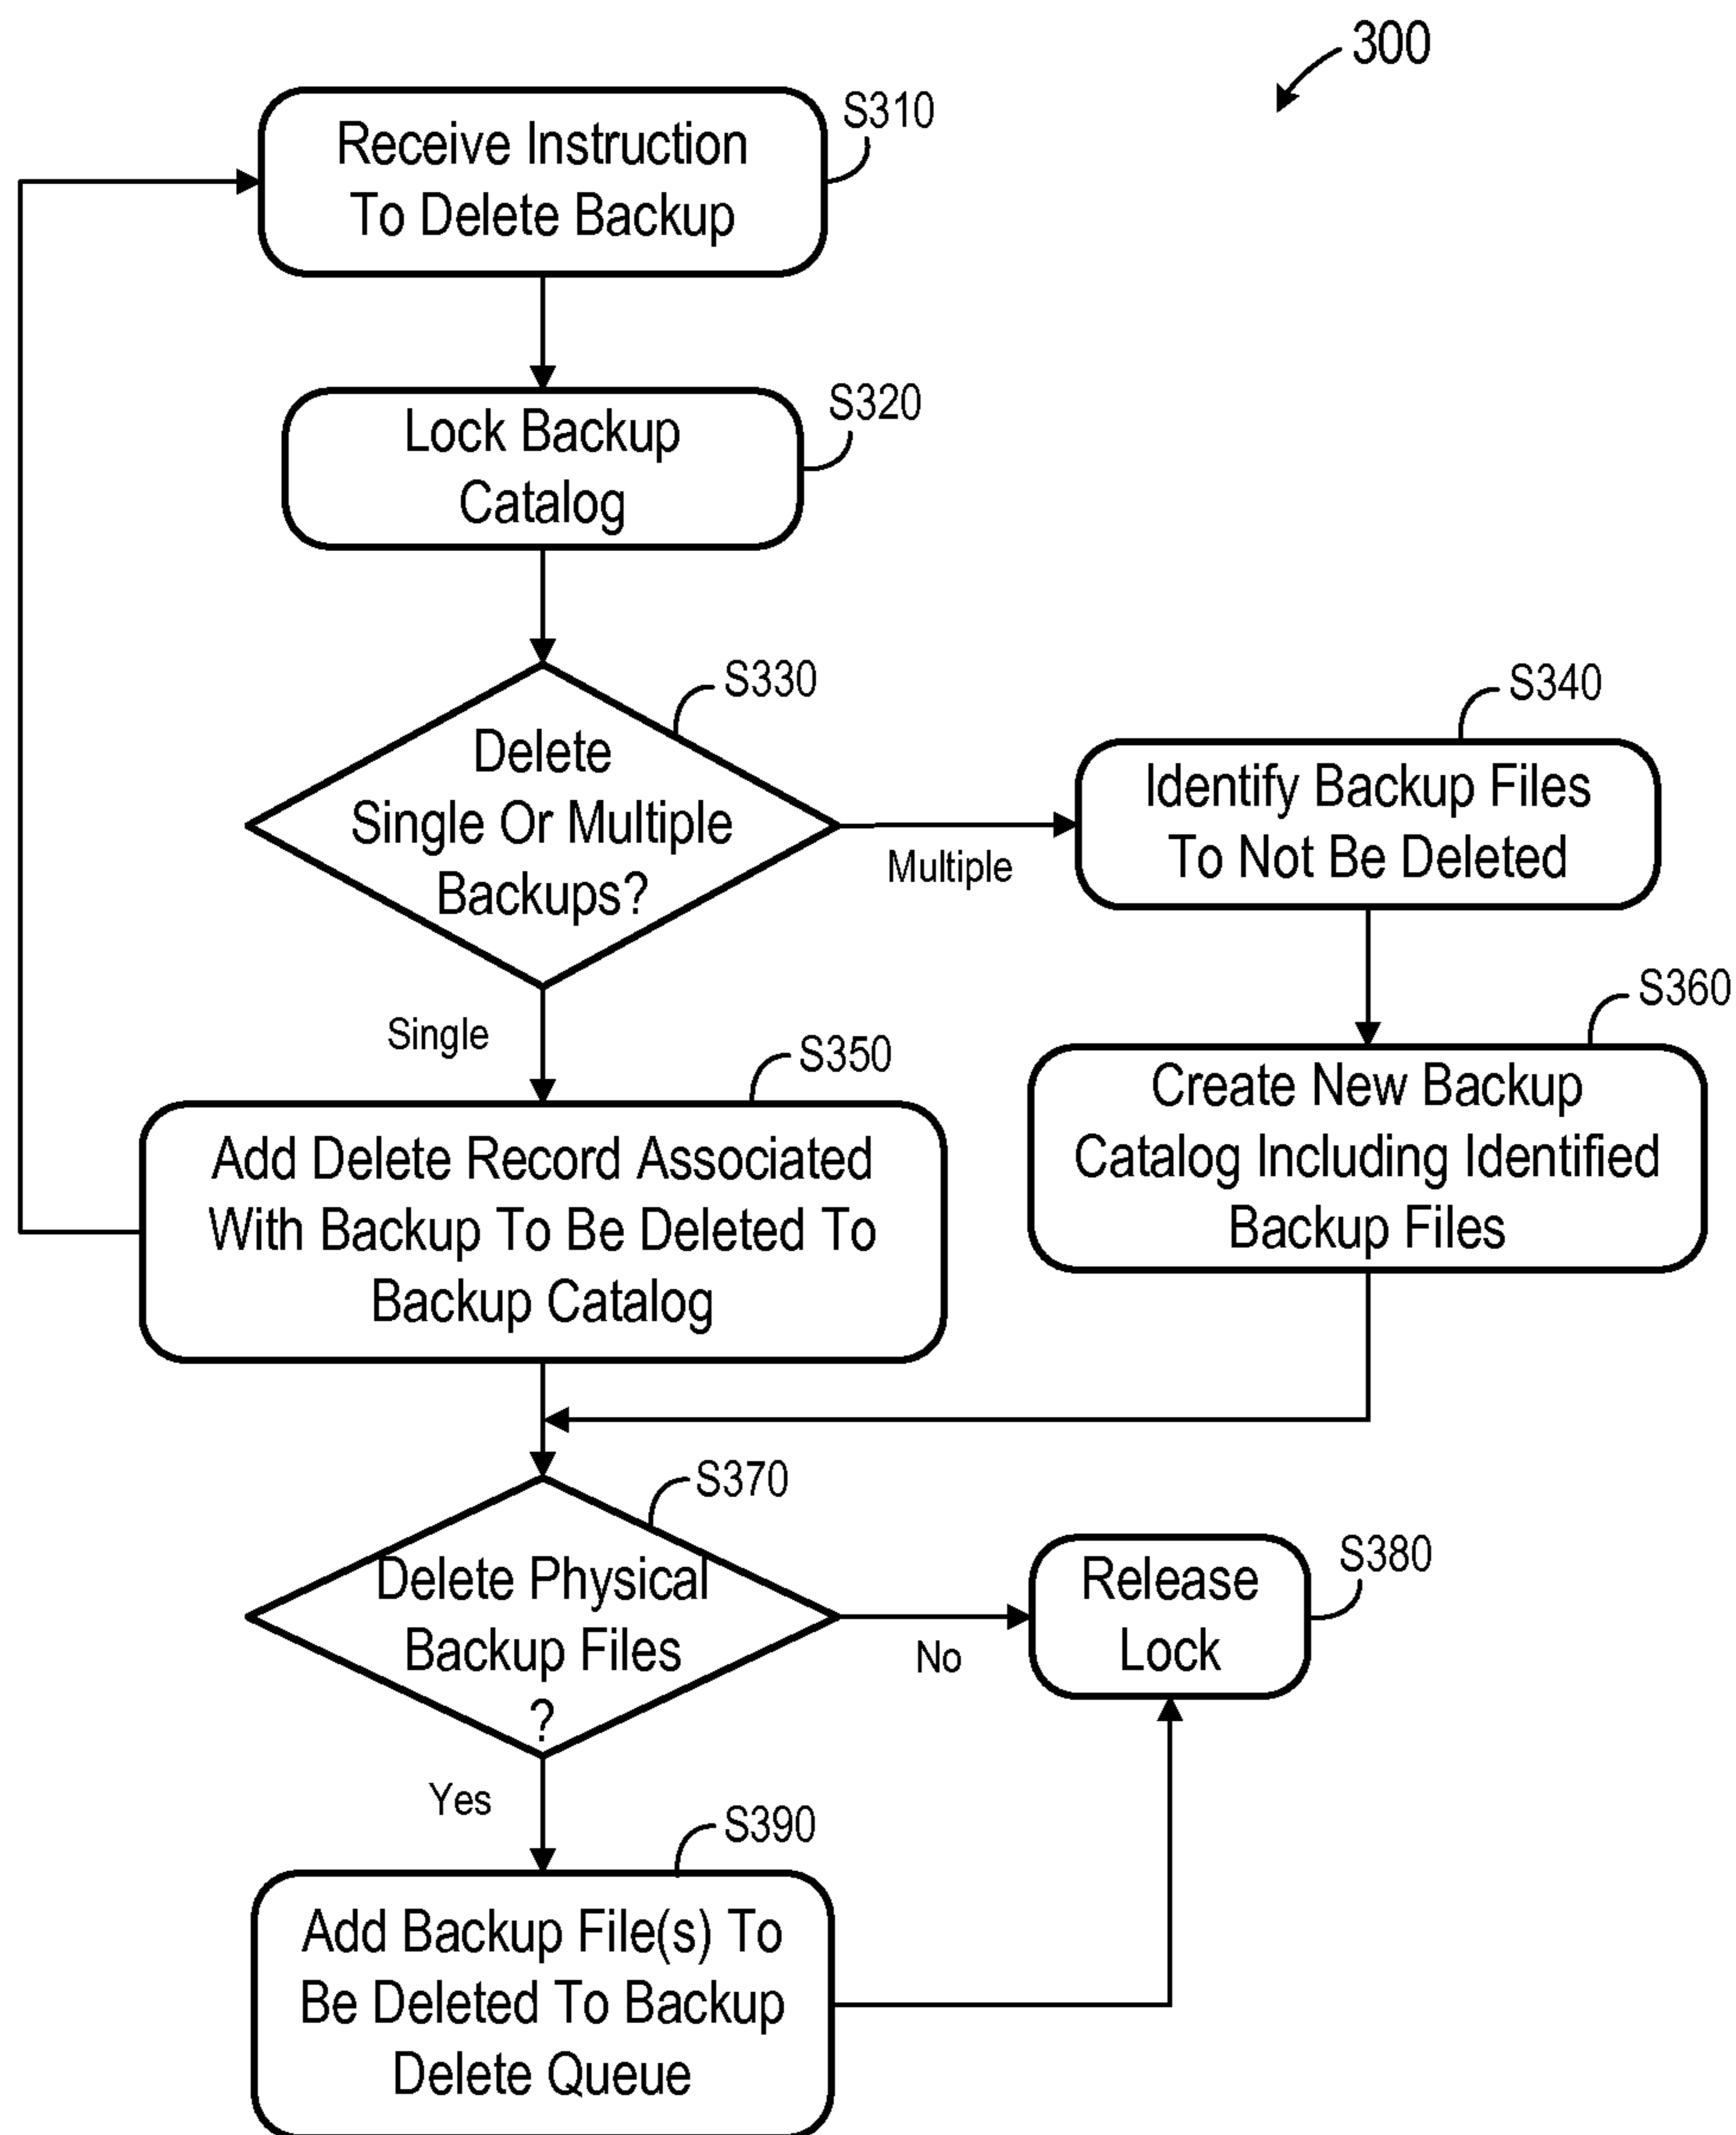 300
S310
Receive Instruction
To Delete Backup
S320
Lock Backup
Catalog
S330
Delete
Single Or Multiple
Backups?
Multiple
S340
Identify Backup Files
To Not Be Deleted
Single
S360
Create New Backup
Catalog Including Identified
Backup Files
S350
Add Delete Record Associated
With Backup To Be Deleted To
Backup Catalog
S370
Delete Physical
Backup Files
?
No
S380
Release
Lock
Yes
S390
Add Backup File(s) To
Be Deleted To Backup
Delete Queue